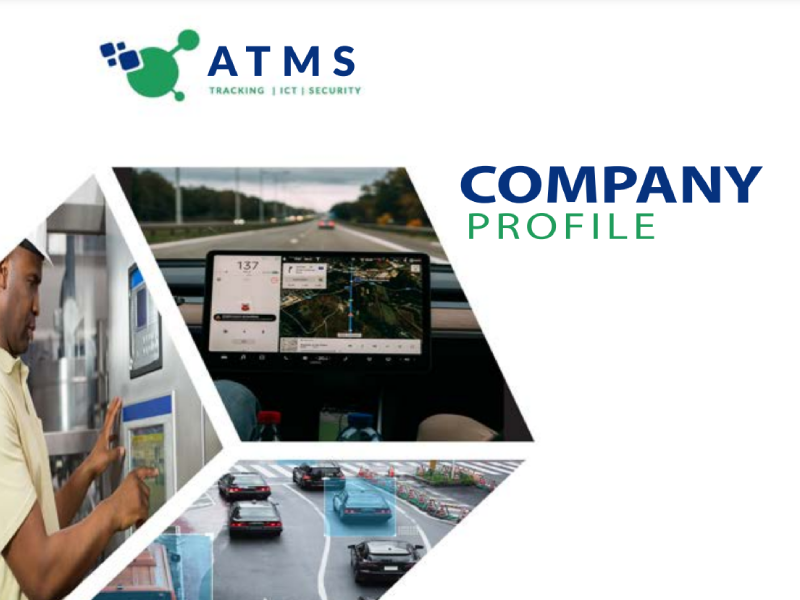 ATMS
TRACKING | ICT | SECURITY
COMPANY
PROFILE
137